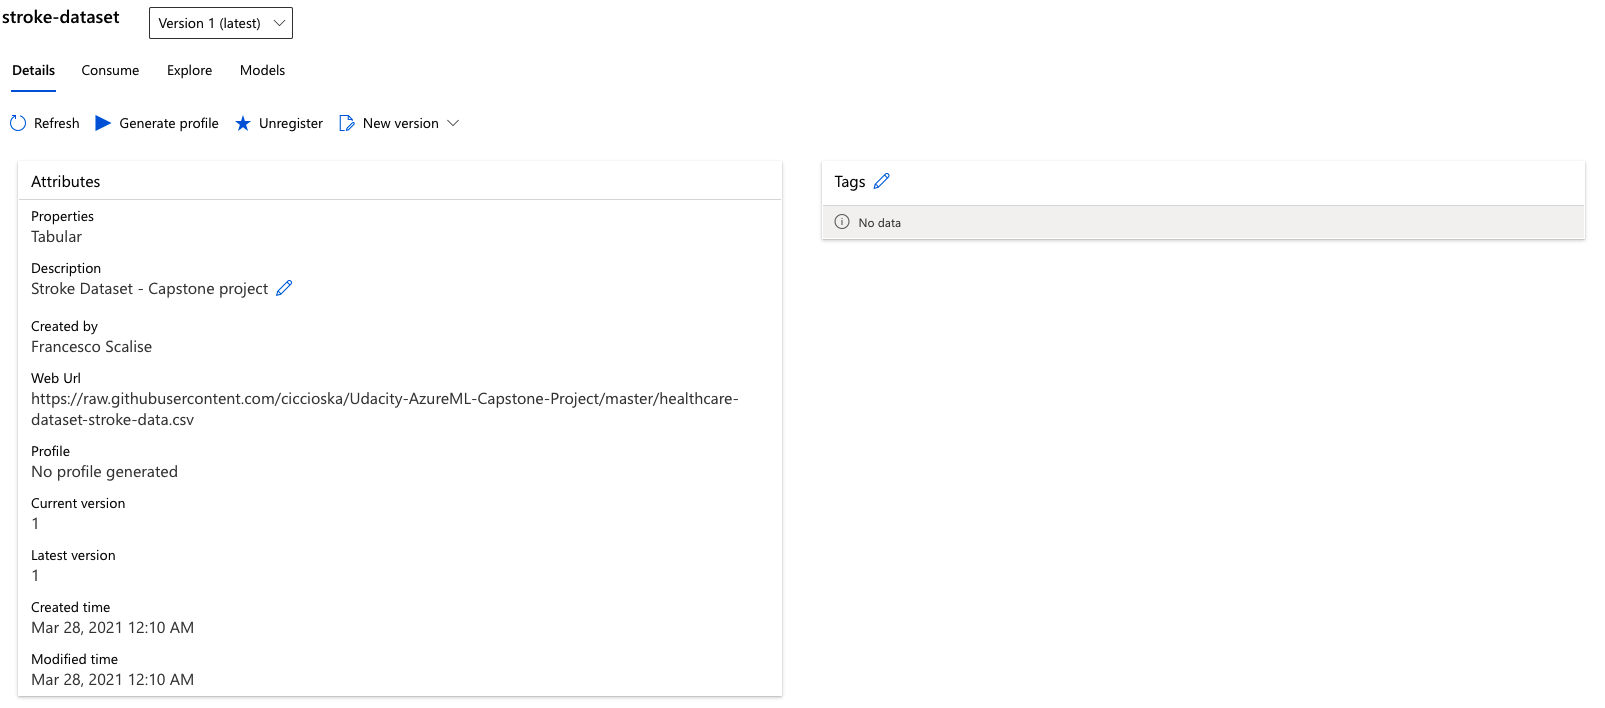 stroke-dataset
Version 1 (latest)
Details Consume Explore Models
Refresh Generate profile Unregister New version
Attributes
Properties
Tabular
Description
Stroke Dataset - Capstone project
Created by
Francesco Scalise
Web Url
https://raw.githubusercontent.com/ciccioska/Udacity-AzureML-Capstone-Project/master/healthcare-
dataset-stroke-data.csv
Profile
No profile generated
Current version
1
Latest version
1
Created time
Mar 28, 2021 12:10 AM
Modified time
Mar 28, 2021 12:10 AM
Tags
No data